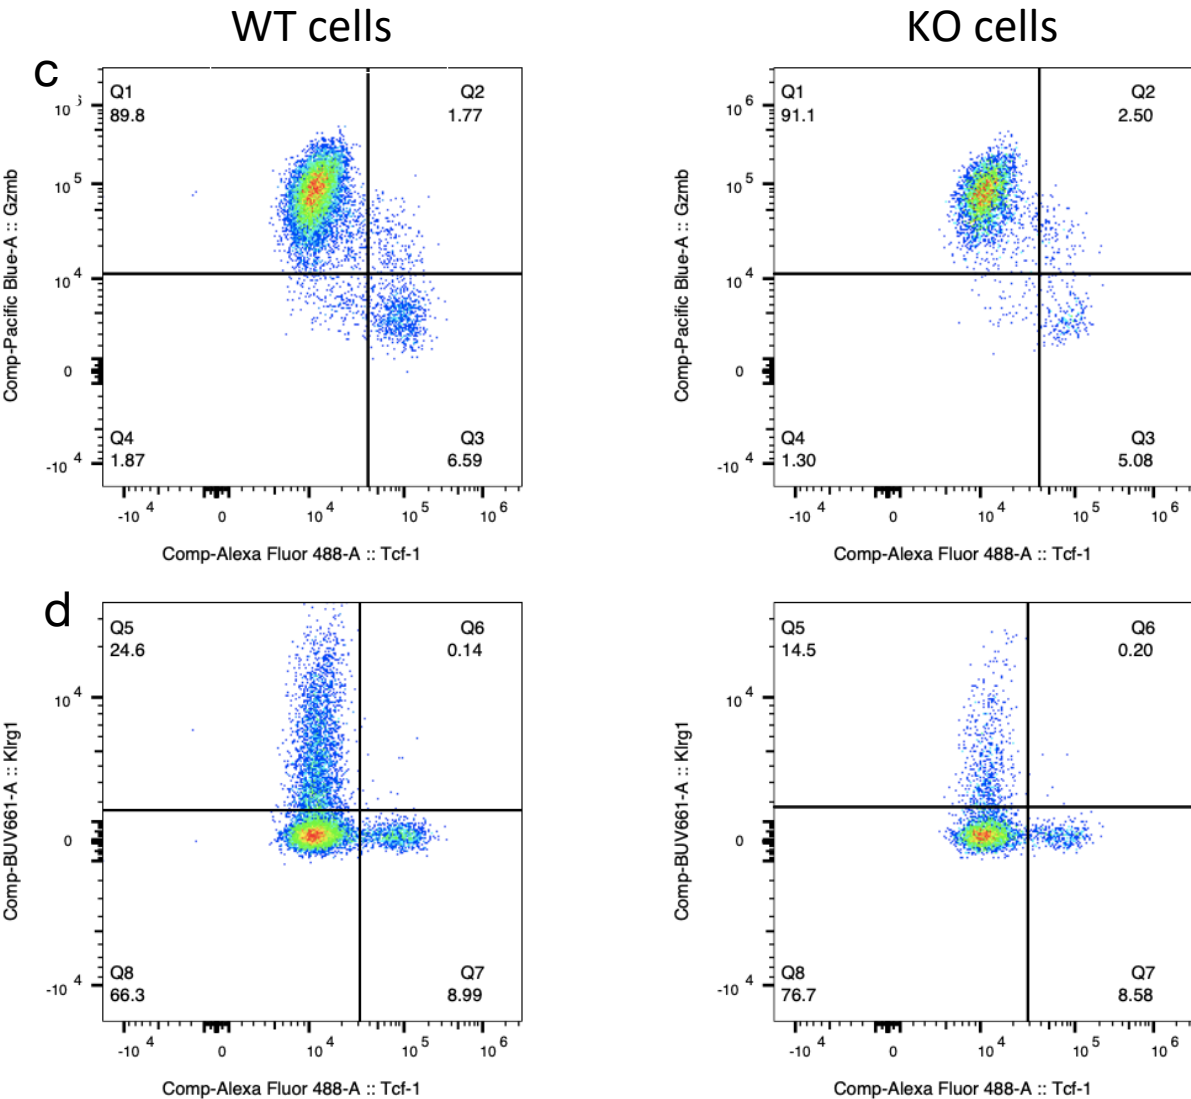 WT cells
KO cells
c
Q1
89.8
Q2
1.77
Q4
1.87
Q3
6.59
10 5
10 4
0
-10 4
Comp-Pacific Blue-A :: Gzmb
-10 4
0
10 4
10 5
10 6
Comp-Alexa Fluor 488-A :: Tcf-1
Q1
91.1
Q2
2.50
Q4
1.30
Q3
5.08
10 6
10 5
10 4
0
-10 4
Comp-Pacific Blue-A :: Gzmb
-10 4
0
10 4
10 5
10 6
Comp-Alexa Fluor 488-A :: Tcf-1
d
Q5
24.6
Q6
0.14
Q8
66.3
Q7
8.99
10 4
0
-10 4
Comp-BUV661-A :: Klrg1
-10 4
0
10 4
10 5
10 6
Comp-Alexa Fluor 488-A :: Tcf-1
Q5
14.5
Q6
0.20
Q8
76.7
Q7
8.58
10 4
0
-10 4
Comp-BUV661-A :: Klrg1
-10 4
0
10 4
10 5
10 6
Comp-Alexa Fluor 488-A :: Tcf-1